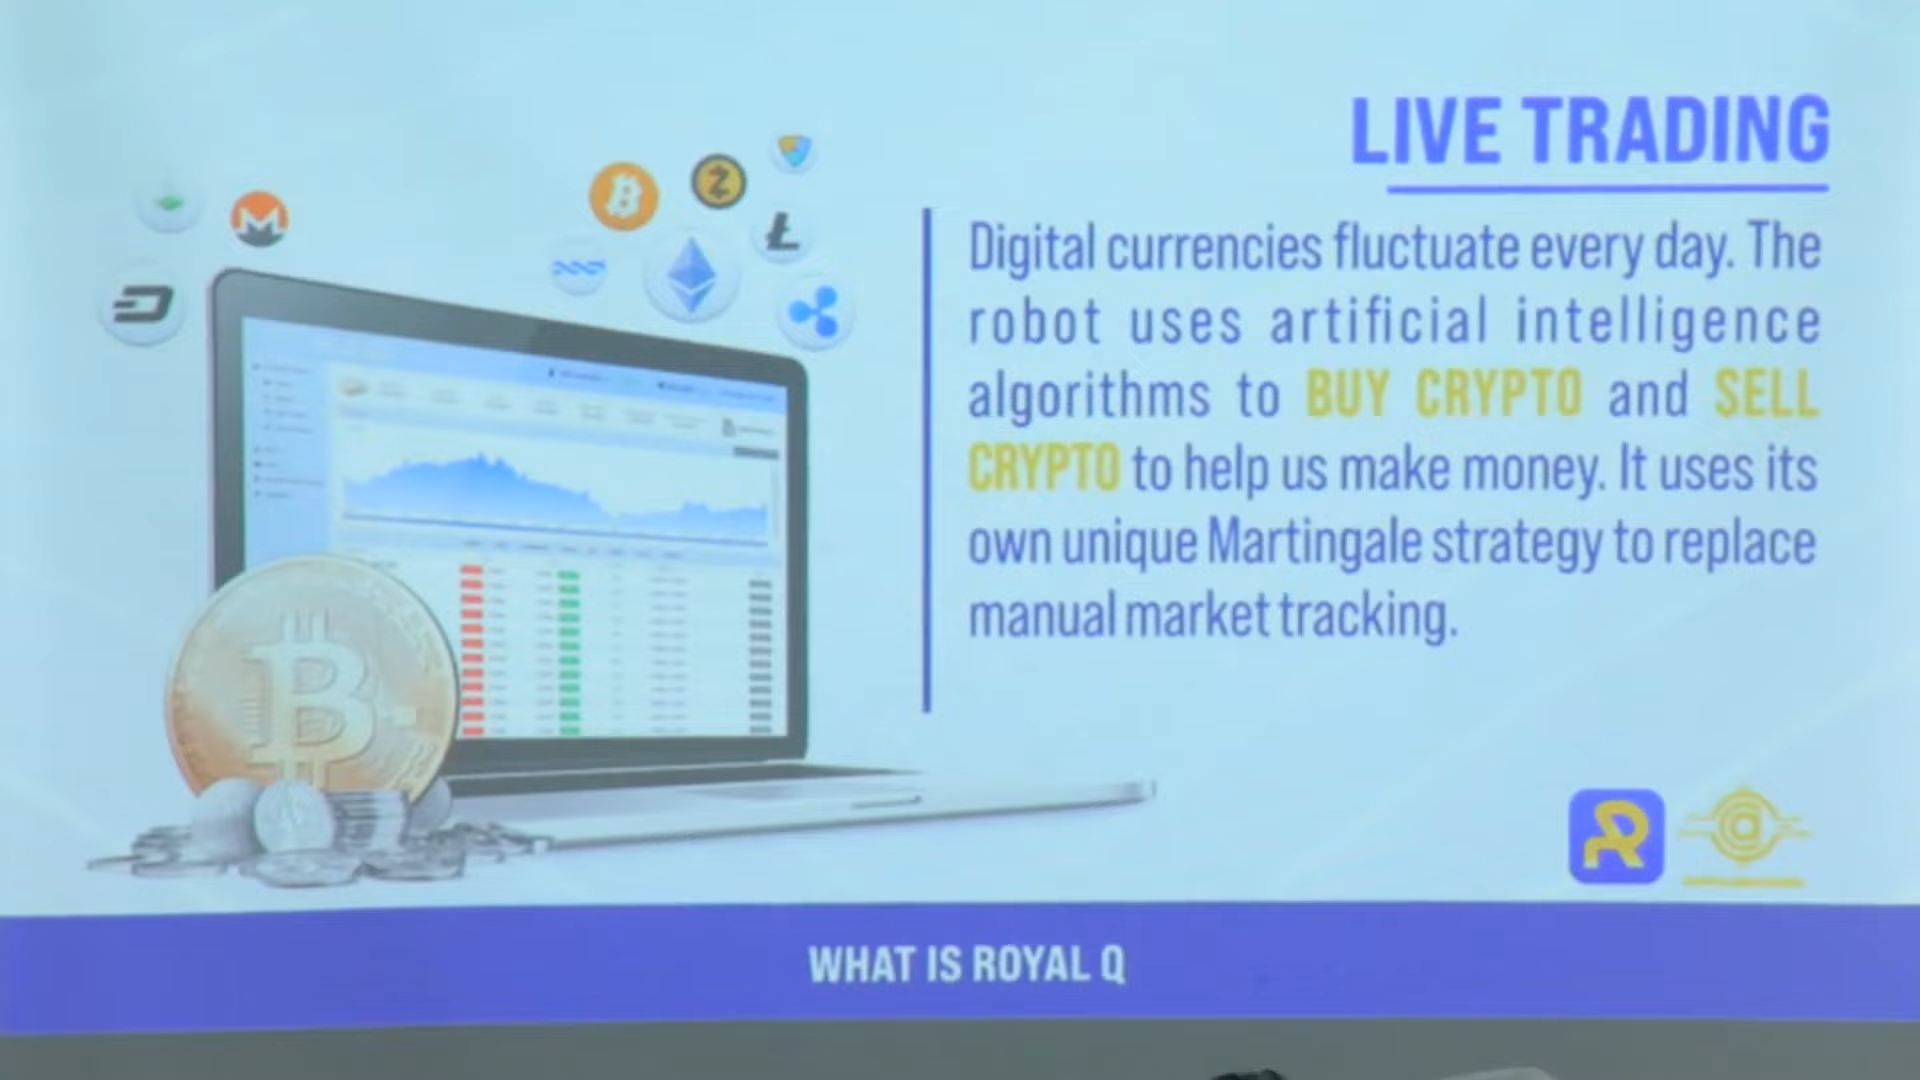 LIVE TRADING
Digital currencies fluctuate every day. The
robot uses artificial intelligence
algorithms to BUY CRYPTO and SELL
CRYPTO to help us make money. It uses its
own unique Martingale strategy to replace
manual market tracking.
WHAT IS ROYAL Q